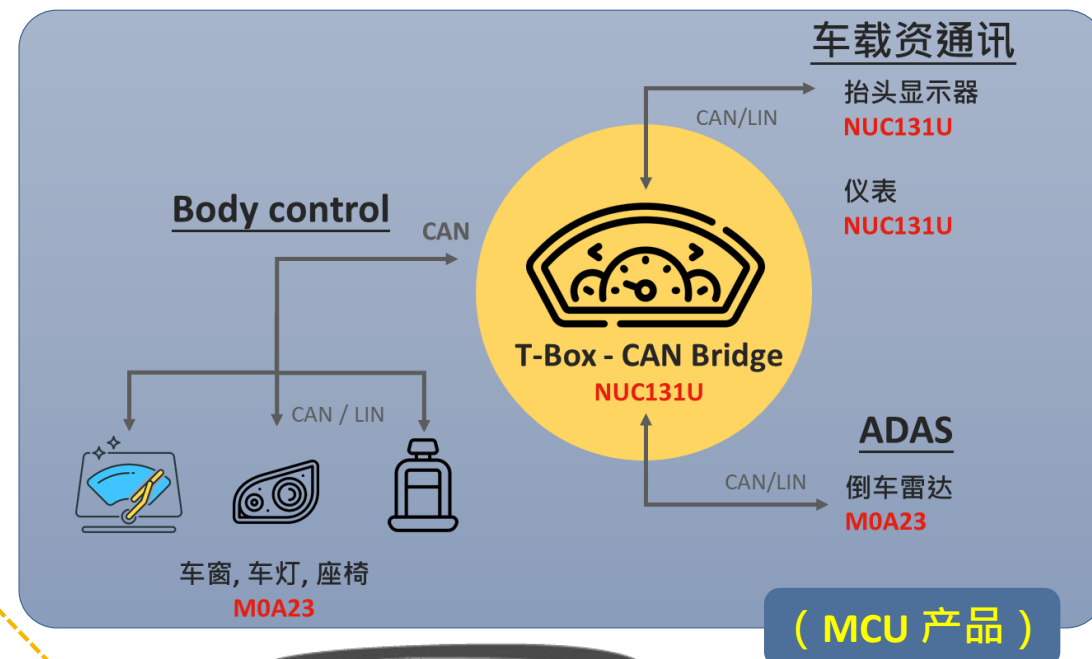 车载资通讯
抬头显示器
NUC131U
仪表
NUC131U
CAN/LIN
Body control
CAN
T-Box - CAN Bridge
NUC131U
CAN / LIN
车窗, 车灯, 座椅
M0A23
ADAS
CAN/LIN
倒车雷达
M0A23
（MCU 产品）